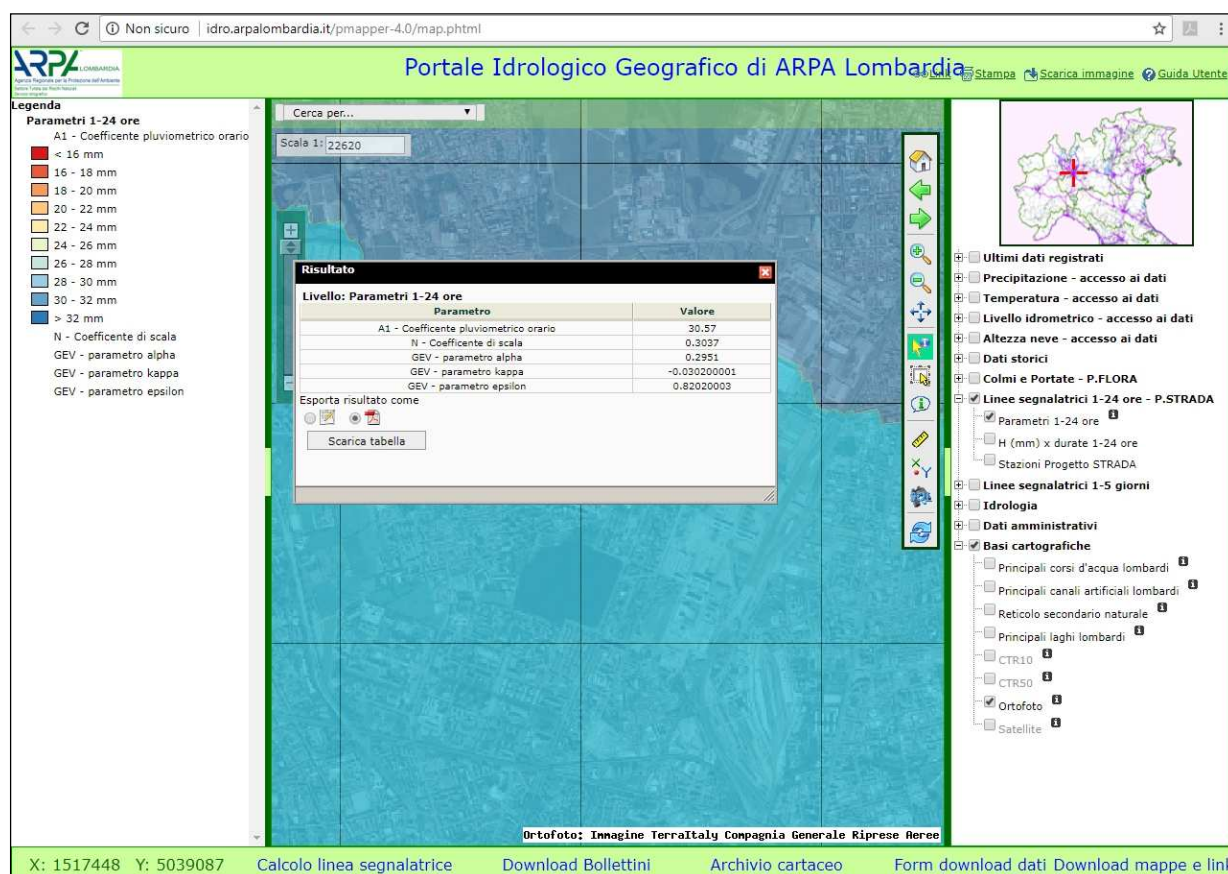 Non sicuro | idro.arpalombardia.it/pmapper-4.0/map.phtml
ARPA LOMBARDIA
Agenzia Regionale per la Protezione dell'Ambiente
Portale Idrologico Geografico di ARPA Lombardia
Link Stampa Scarica immagine Guida Utente
Legenda
Parametri 1-24 ore
A1 - Coefficente pluviometrico orario
< 16 mm
16 - 18 mm
18 - 20 mm
20 - 22 mm
22 - 24 mm
24 - 26 mm
26 - 28 mm
28 - 30 mm
30 - 32 mm
> 32 mm
N - Coefficente di scala
GEV - parametro alpha
GEV - parametro kappa
GEV - parametro epsilon
Cerca per...
Scala 1: 22620
Risultato
Livello: Parametri 1-24 ore
Parametro Valore
A1 - Coefficente pluviometrico orario 30.57
N - Coefficente di scala 0.3037
GEV - parametro alpha 0.2951
GEV - parametro kappa -0.030200001
GEV - parametro epsilon 0.82020003
Esporta risultato come
Scarica tabella
Ortofoto: Immagine TerraItaly Compagnia Generale Riprese Aeree
Ultimi dati registrati
Precipitazione - accesso ai dati
Temperatura - accesso ai dati
Livello idrometrico - accesso ai dati
Altezza neve - accesso ai dati
Dati storici
Colmi e Portate - P.FLORA
Linee segnalatrici 1-24 ore - P.STRADA
Parametri 1-24 ore
H (mm) x durate 1-24 ore
Stazioni Progetto STRADA
Linee segnalatrici 1-5 giorni
Idrologia
Dati amministrativi
Basi cartografiche
Principali corsi d'acqua lombardi
Principali canali artificiali lombardi
Reticolo secondario naturale
Principali laghi lombardi
CTR10
CTR50
Ortofoto
Satellite
X: 1517448 Y: 5039087 Calcolo linea segnalatrice Download Bollettini Archivio cartaceo Form download dati Download mappe e link